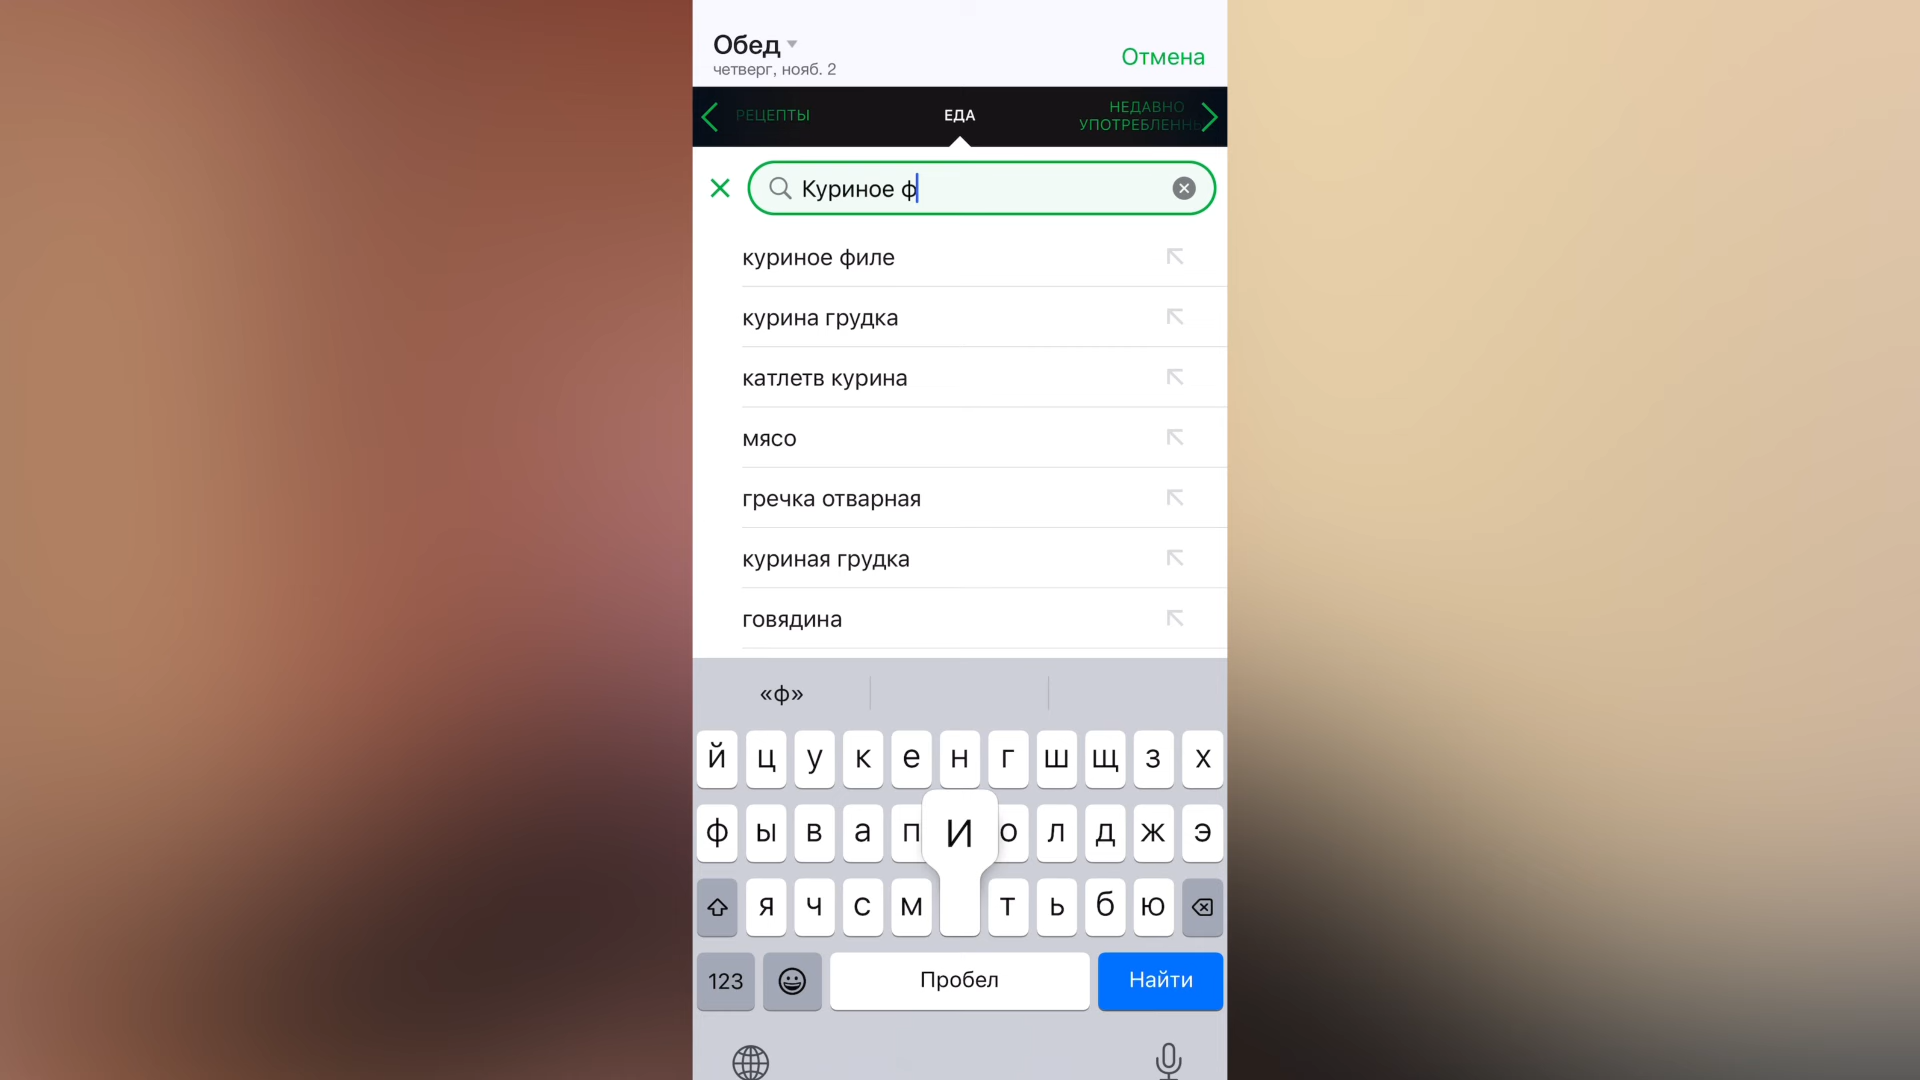 Обед
четверг, нояб. 2
Отмена
РЕЦЕПТЫ
ЕДА
НЕДАВНО
УПОТРЕБЛЕНН
Куриное ф
куриное филе
курина грудка
катлетв курина
мясо
гречка отварная
куриная грудка
говядина
«ф»
й ц у к е н г ш щ з х
ф ы в а п И о л д ж э
я ч с м т ь б ю
123 Пробел Найти